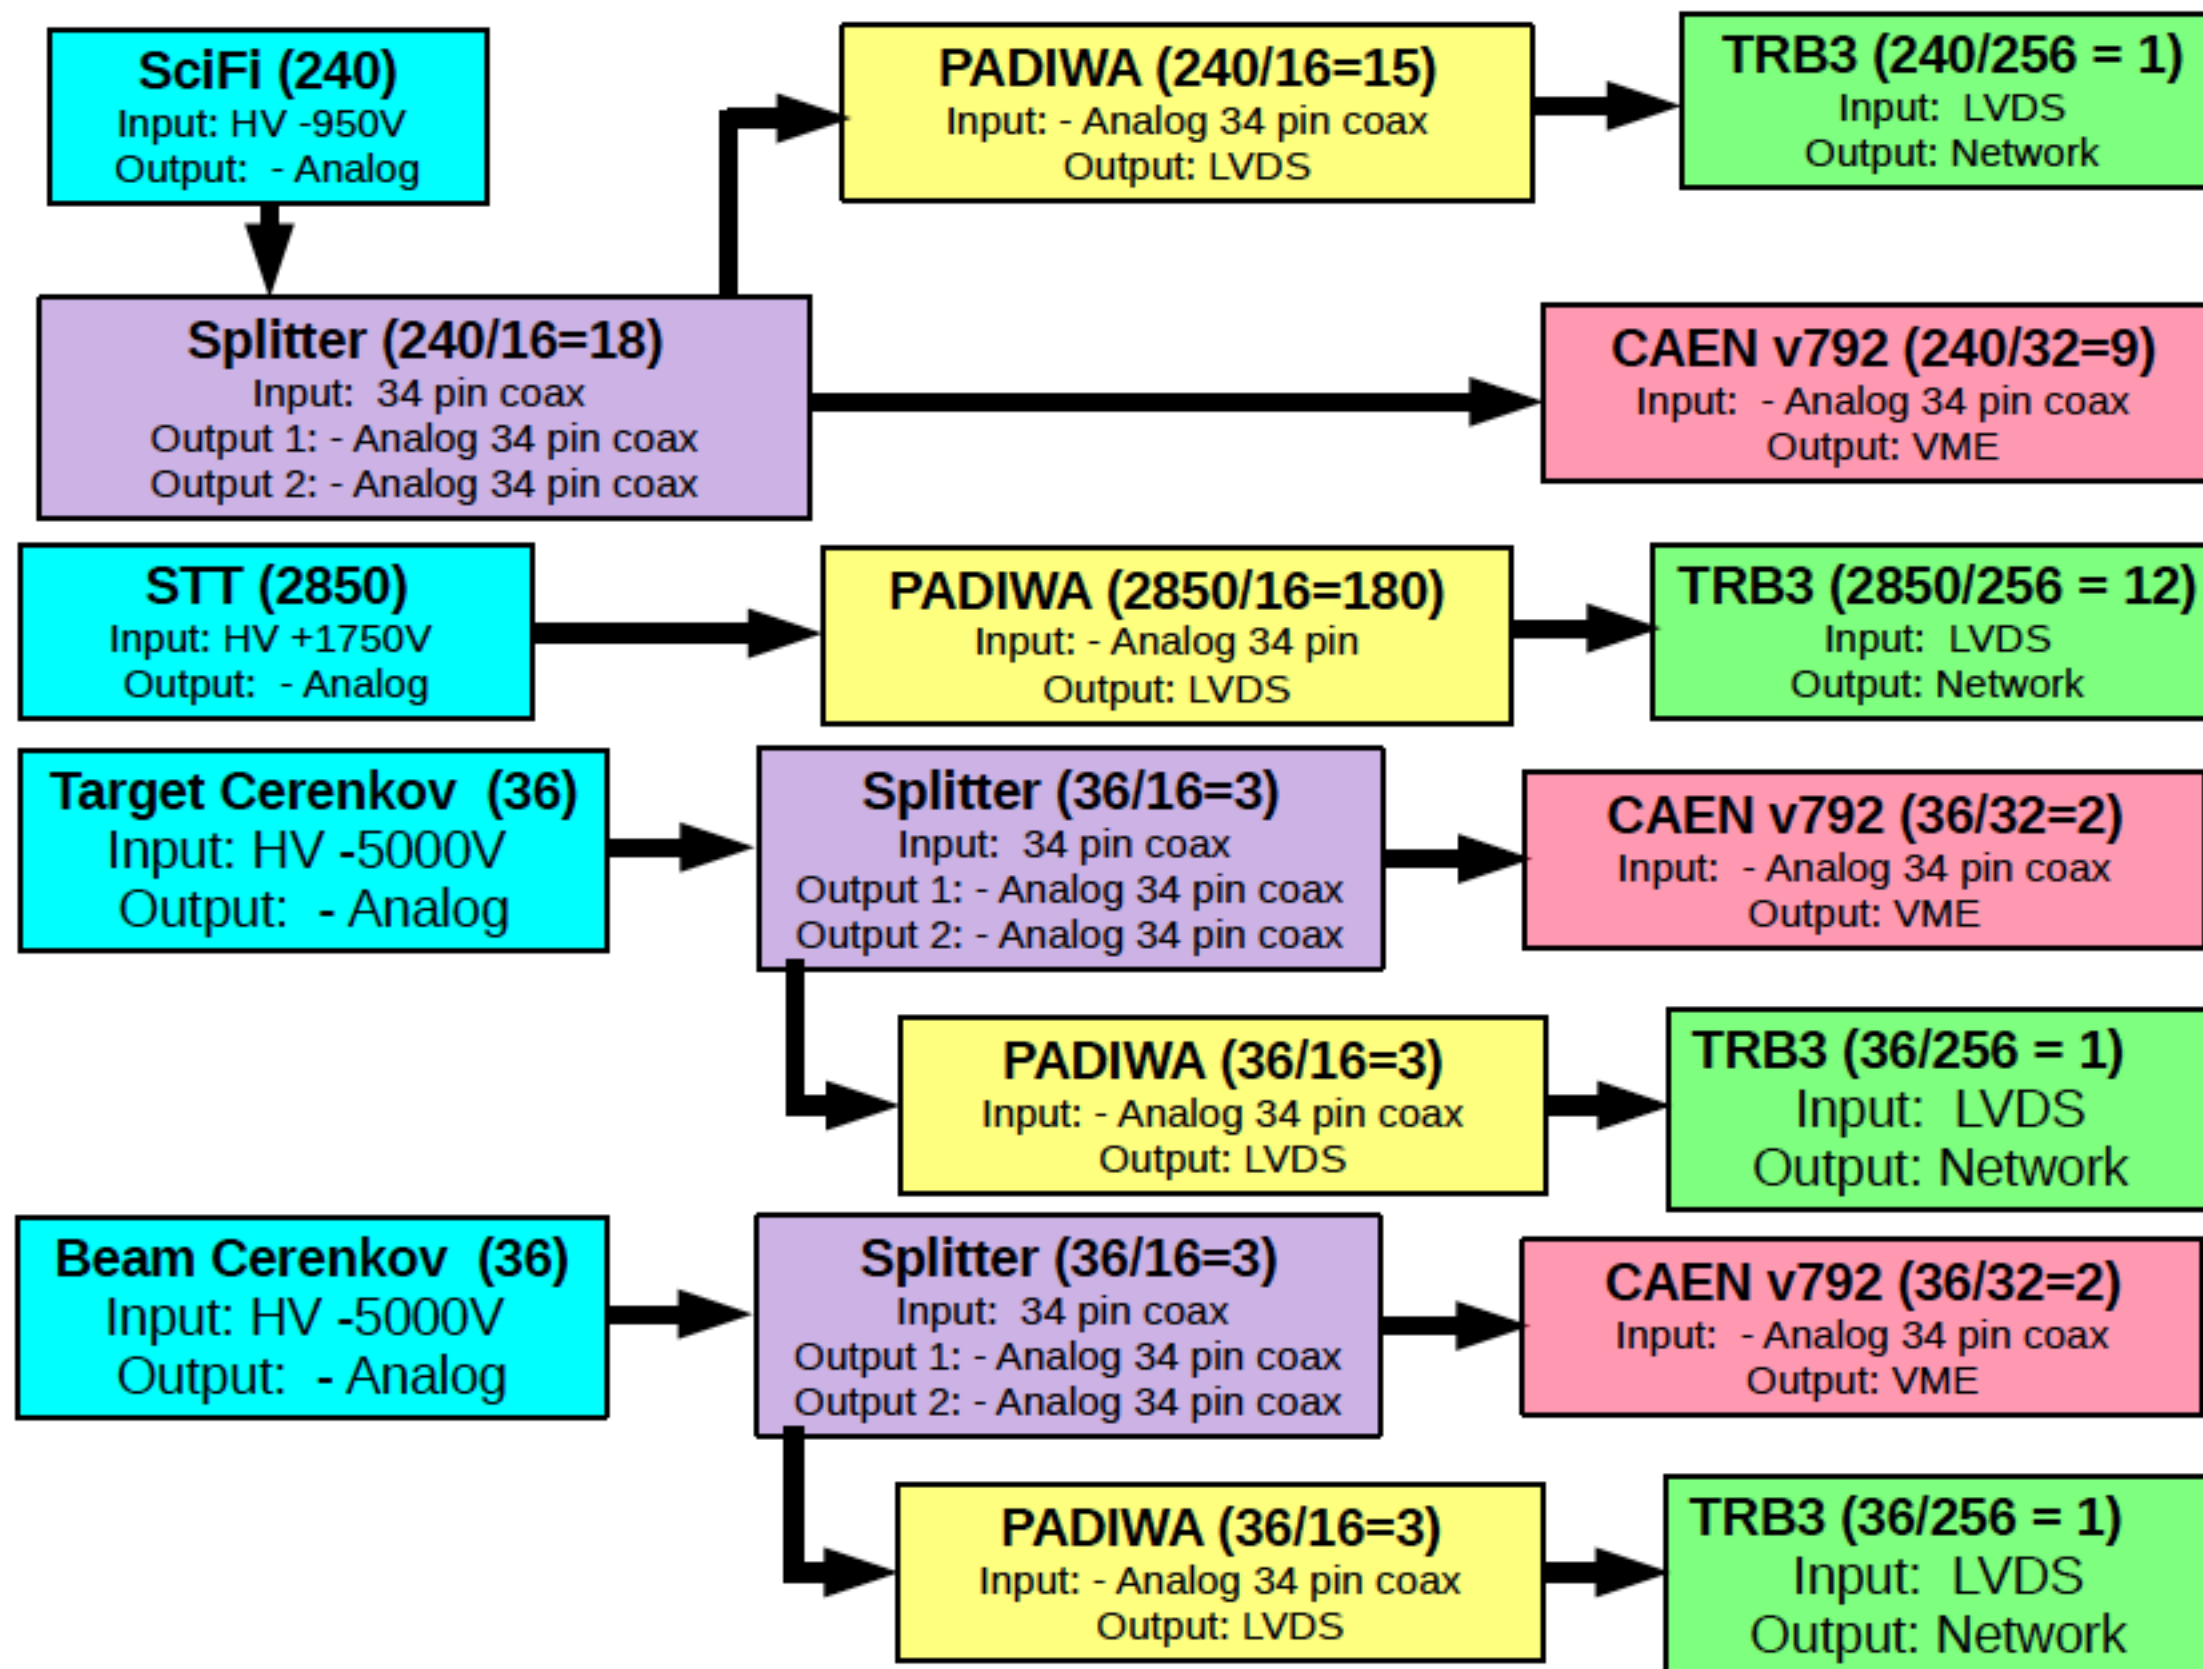 SciFi (240)
Input: HV -950V
Output:  - Analog
PADIWA (240/16=15)
Input: - Analog 34 pin coax
Output: LVDS
TRB3 (240/256 = 1)
Input:  LVDS
Output: Network
Splitter (240/16=18)
Input:  34 pin coax
Output 1: - Analog 34 pin coax
Output 2: - Analog 34 pin coax
CAEN v792 (240/32=9)
Input:  - Analog 34 pin coax
Output: VME
STT (2850)
Input: HV +1750V
Output:  - Analog
PADIWA (2850/16=180)
Input: - Analog 34 pin
Output: LVDS
TRB3 (2850/256 = 12)
Input:  LVDS
Output: Network
Target Cerenkov  (36)
Input: HV -5000V
Output:  - Analog
Splitter (36/16=3)
Input:  34 pin coax
Output 1: - Analog 34 pin coax
Output 2: - Analog 34 pin coax
CAEN v792 (36/32=2)
Input:  - Analog 34 pin coax
Output: VME
PADIWA (36/16=3)
Input: - Analog 34 pin coax
Output: LVDS
TRB3 (36/256 = 1)
Input:  LVDS
Output: Network
Beam Cerenkov  (36)
Input: HV -5000V
Output:  - Analog
Splitter (36/16=3)
Input:  34 pin coax
Output 1: - Analog 34 pin coax
Output 2: - Analog 34 pin coax
CAEN v792 (36/32=2)
Input:  - Analog 34 pin coax
Output: VME
PADIWA (36/16=3)
Input: - Analog 34 pin coax
Output: LVDS
TRB3 (36/256 = 1)
Input:  LVDS
Output: Network